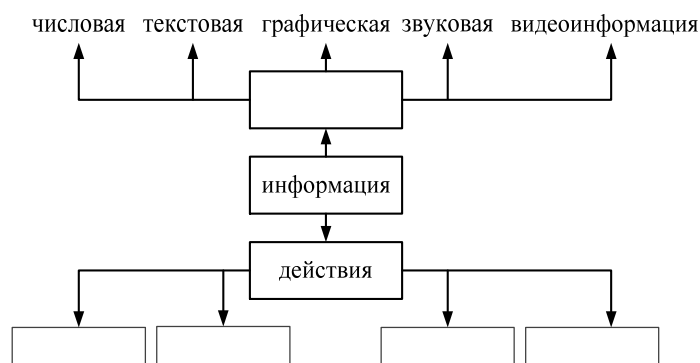 числовая текстовая графическая звуковая видеоинформация
информация
действия